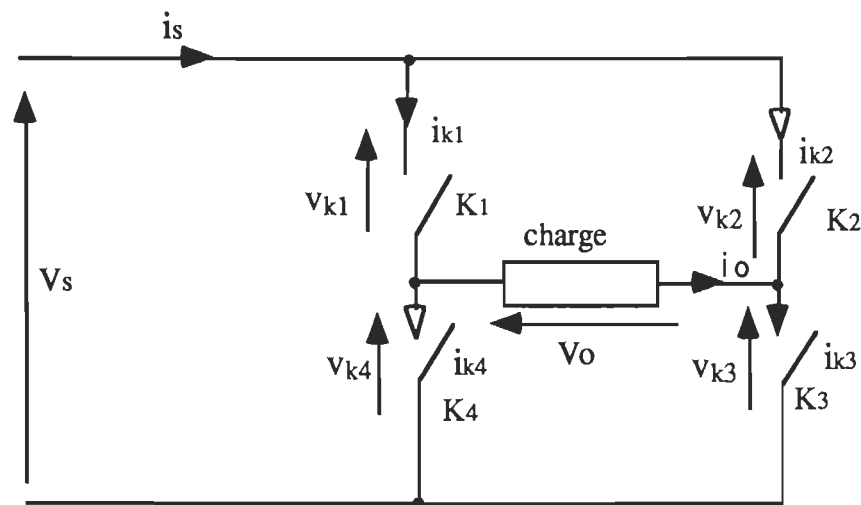 is
ik1
ik2
vk1
K1
vk2
K2
charge
io
Vs
vk4
ik4
Vo
vk3
ik3
K4
K3